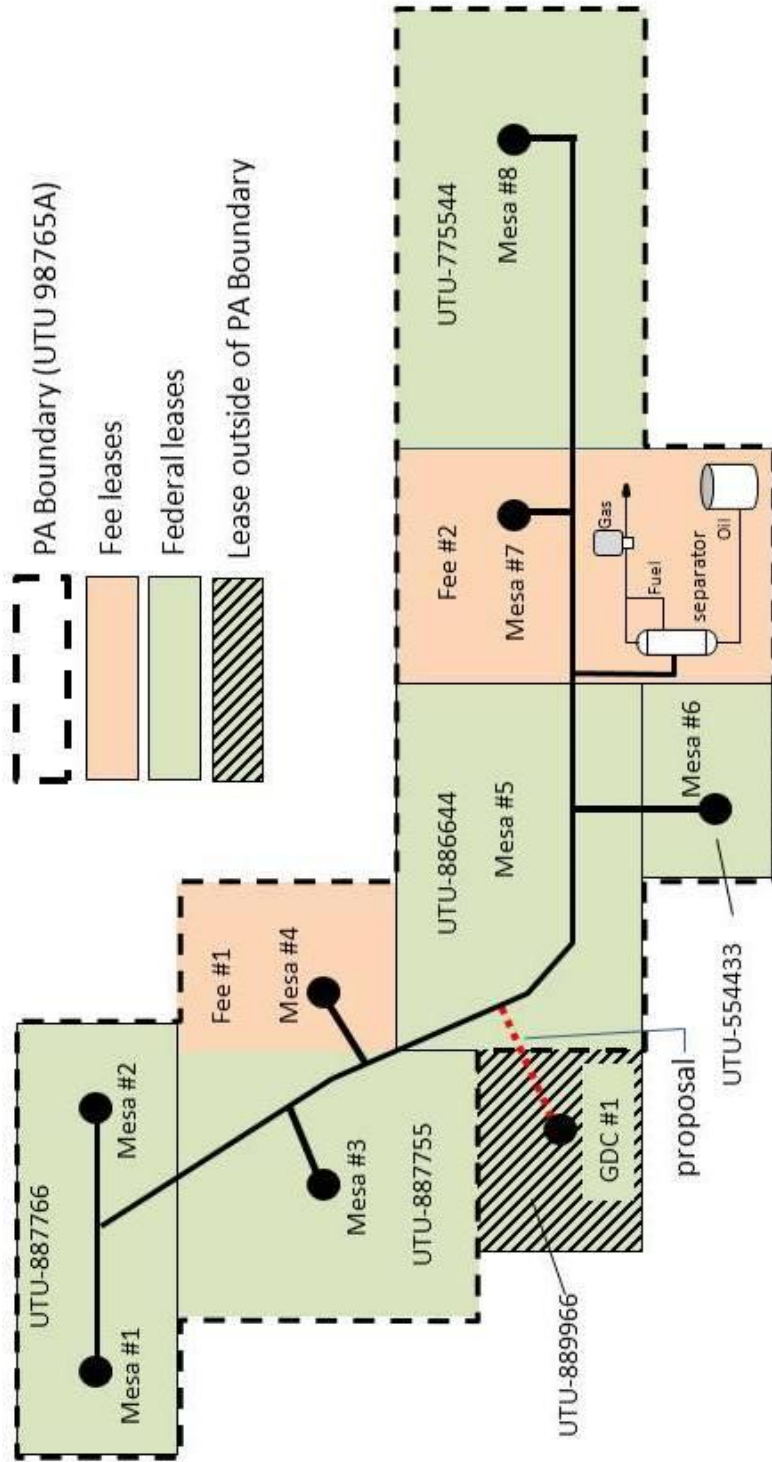 PA Boundary (UTU 98765A)
Fee leases
Federal leases
Lease outside of PA Boundary
UTU-887766
Mesa #1
Mesa #2
Fee #1
Mesa #4
Mesa #3
UTU-887755
UTU-886644
Mesa #5
Fee #2
Mesa #7
UTU-775544
Mesa #8
GDC #1
UTU-889966
proposal
Mesa #6
UTU-554433
Gas
Fuel
separator
Oil